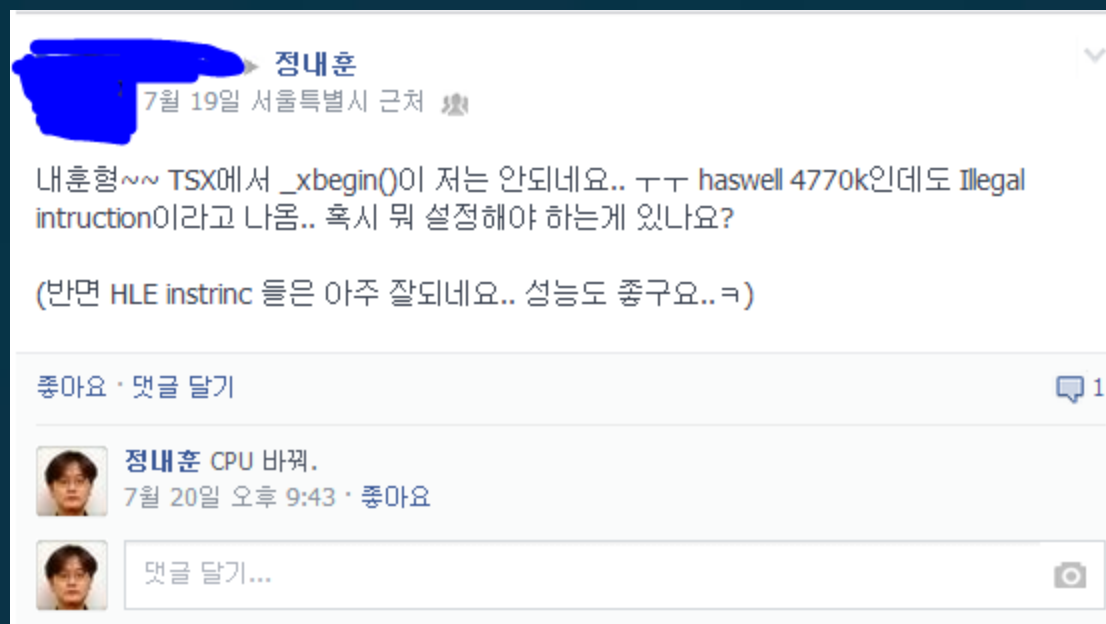 정내훈
7월 19일 서울특별시 근처
내훈형~~ TSX에서 _xbegin()이 저는 안되네요.. ㅜㅜ haswell 4770k인데도 Illegal
intruction이라고 나옴.. 혹시 뭐 설정해야 하는게 있나요?
(반면 HLE instrinc 들은 아주 잘되네요.. 성능도 좋구요..ㅋ)
좋아요 · 댓글 달기
1
정내훈 CPU 바꿔.
7월 20일 오후 9:43 · 좋아요
댓글 달기...